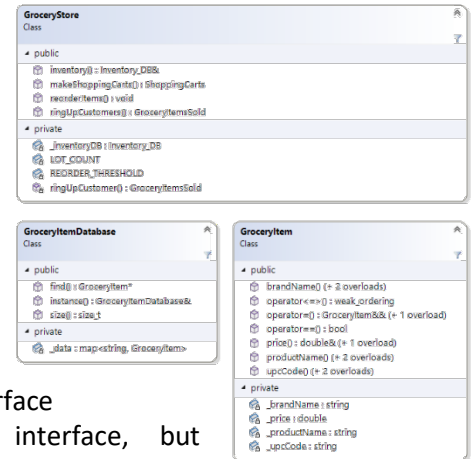 GroceryStore
Class
public
inventory() : Inventory_DB&
makeShoppingCarts() : ShoppingCarts
reorderItems() : void
ringUpCustomers() : GroceryItemsSold
private
_inventoryDB : Inventory_DB
LOT_COUNT
REORDER_THRESHOLD
ringUpCustomer() : GroceryItemsSold
GroceryItemDatabase
Class
public
find() : GroceryItem*
instance() : GroceryItemDatabase&
size() : size_t
private
_data : map<string, GroceryItem>
GroceryItem
Class
public
brandName() (+ 2 overloads)
operator<=>() : weak_ordering
operator=() : GroceryItem&& (+ 1 overload)
operator==() : bool
price() : double& (+ 1 overload)
productName() (+ 2 overloads)
upcCode() (+ 2 overloads)
private
_brandName : string
_price : double
_productName : string
_upcCode : string
rface
interface, but